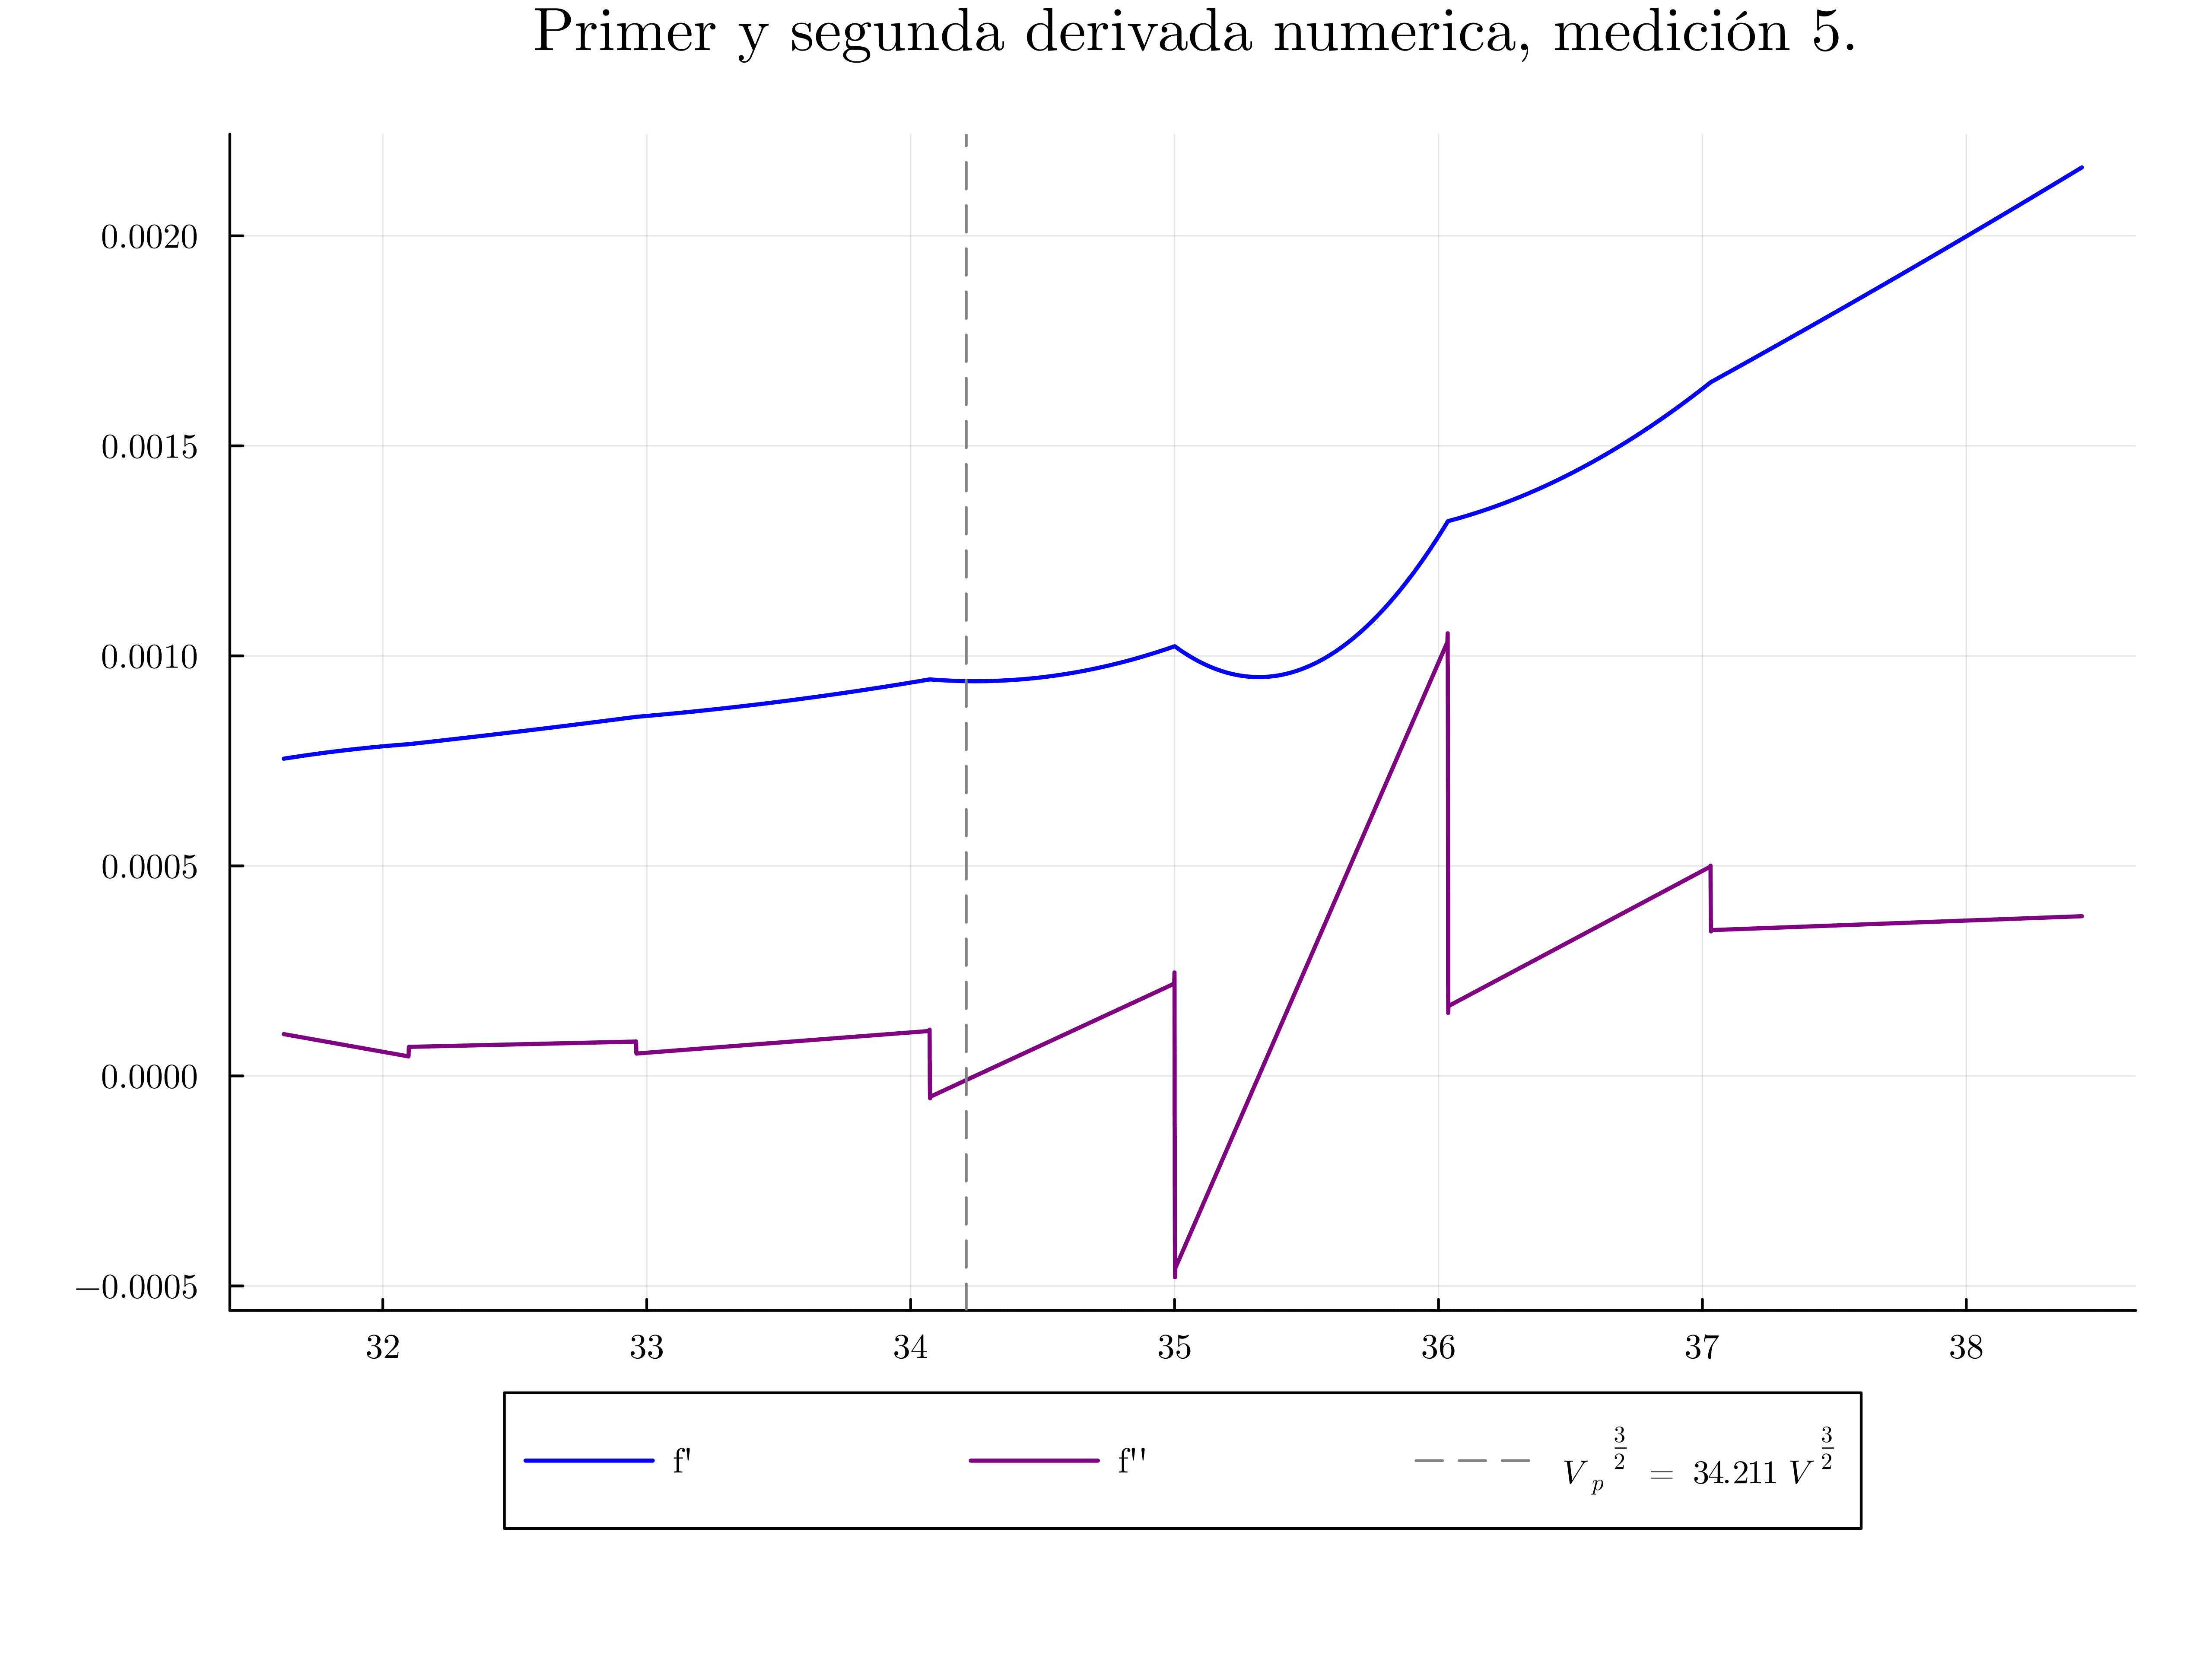 Primer y segunda derivada numerica, medición 5.
0.0020
0.0015
0.0010
0.0005
0.0000
−0.0005
32 33 34 35 36 37 38
f' f'' V_p^{3/2} = 34.211 V^{3/2}